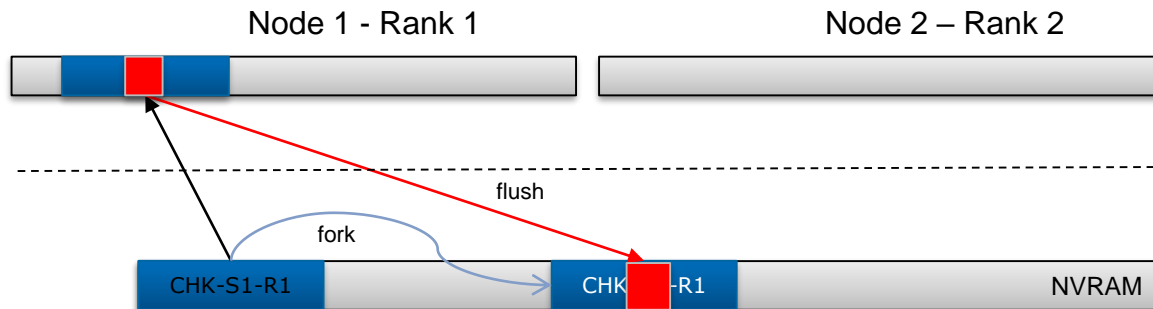 Node 1 - Rank 1
Node 2 – Rank 2
flush
fork
CHK-S1-R1
CHK -R1
NVRAM